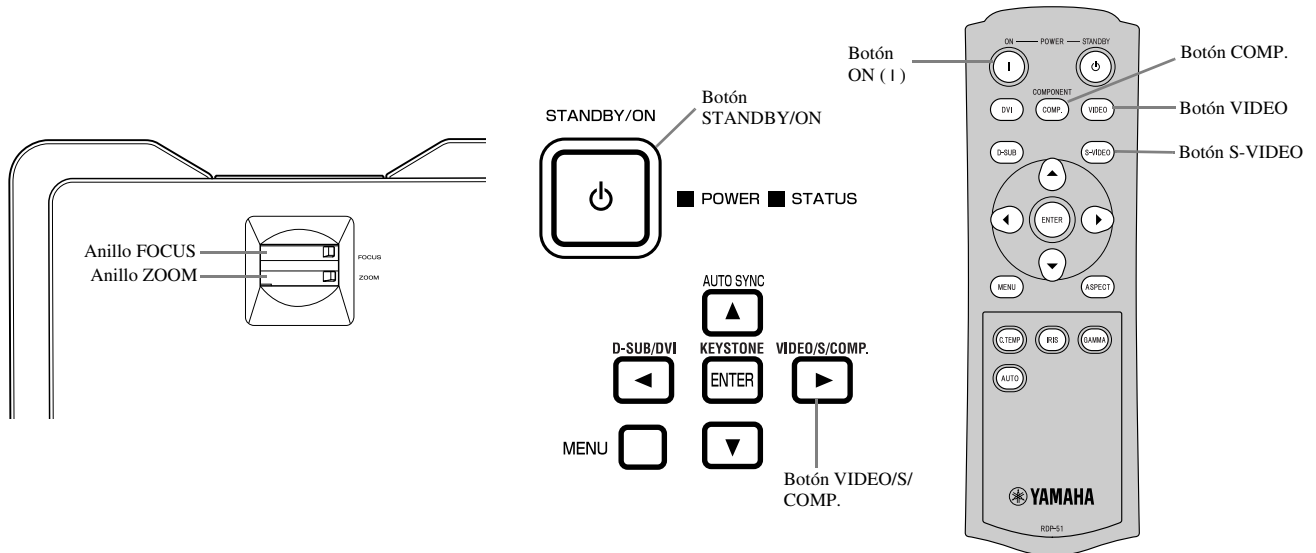 Anillo FOCUS
Anillo ZOOM
FOCUS
ZOOM
STANDBY/ON
Botón
STANDBY/ON
POWER
STATUS
AUTO SYNC
D-SUB/DVI
KEYSTONE
VIDEO/S/COMP.
ENTER
MENU
Botón VIDEO/S/
COMP.
Botón
ON ( I )
Botón COMP.
Botón VIDEO
Botón S-VIDEO
ON
POWER
STANDBY
I
COMPONENT
DVI
COMP.
VIDEO
D-SUB
S-VIDEO
ENTER
MENU
ASPECT
C.TEMP
IRIS
GAMMA
AUTO
YAMAHA
RDP-51